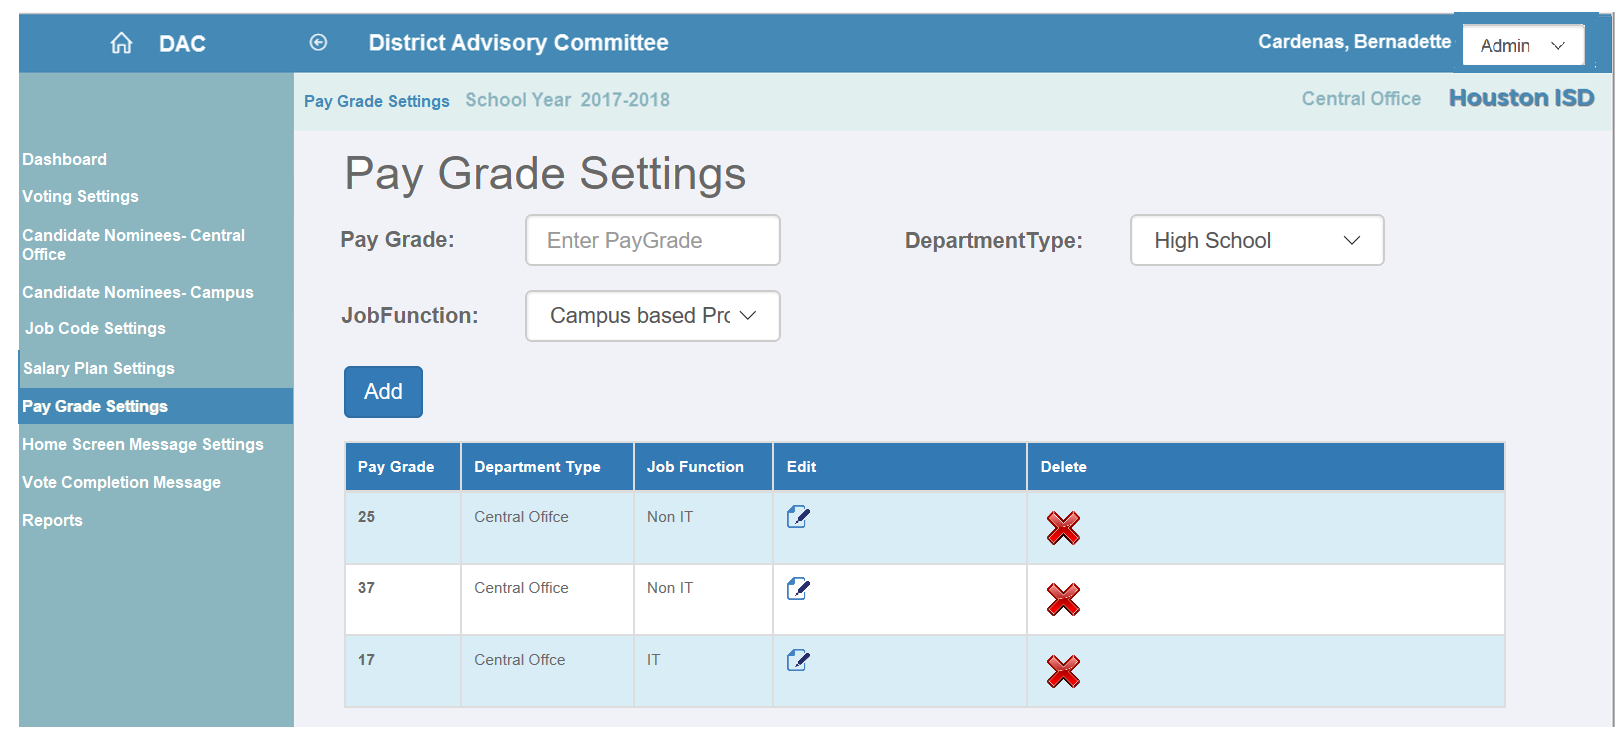 DAC
District Advisory Committee
Cardenas, Bernadette
Admin
Pay Grade Settings School Year 2017-2018
Central Office Houston ISD
Dashboard
Voting Settings
Candidate Nominees- Central
Office
Candidate Nominees- Campus
Job Code Settings
Salary Plan Settings
Pay Grade Settings
Home Screen Message Settings
Vote Completion Message
Reports
Pay Grade Settings
Pay Grade: Enter PayGrade DepartmentType: High School
JobFunction: Campus based Prc
Add
Pay Grade Department Type Job Function Edit Delete
25 Central Ofifce Non IT
37 Central Office Non IT
17 Central Offce IT